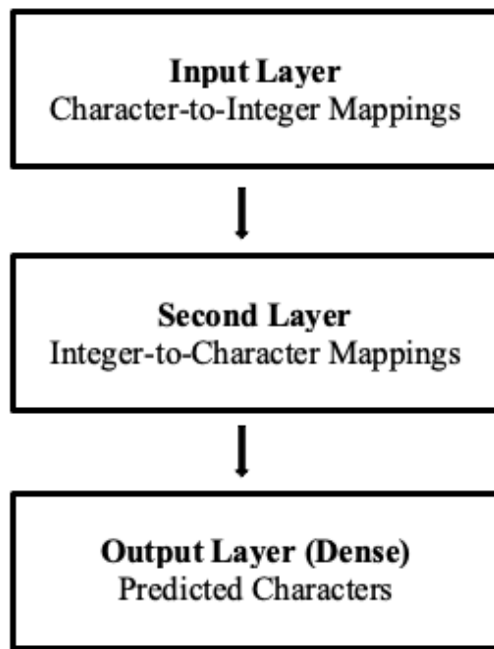 Input Layer
Character-to-Integer Mappings
Second Layer
Integer-to-Character Mappings
Output Layer (Dense)
Predicted Characters